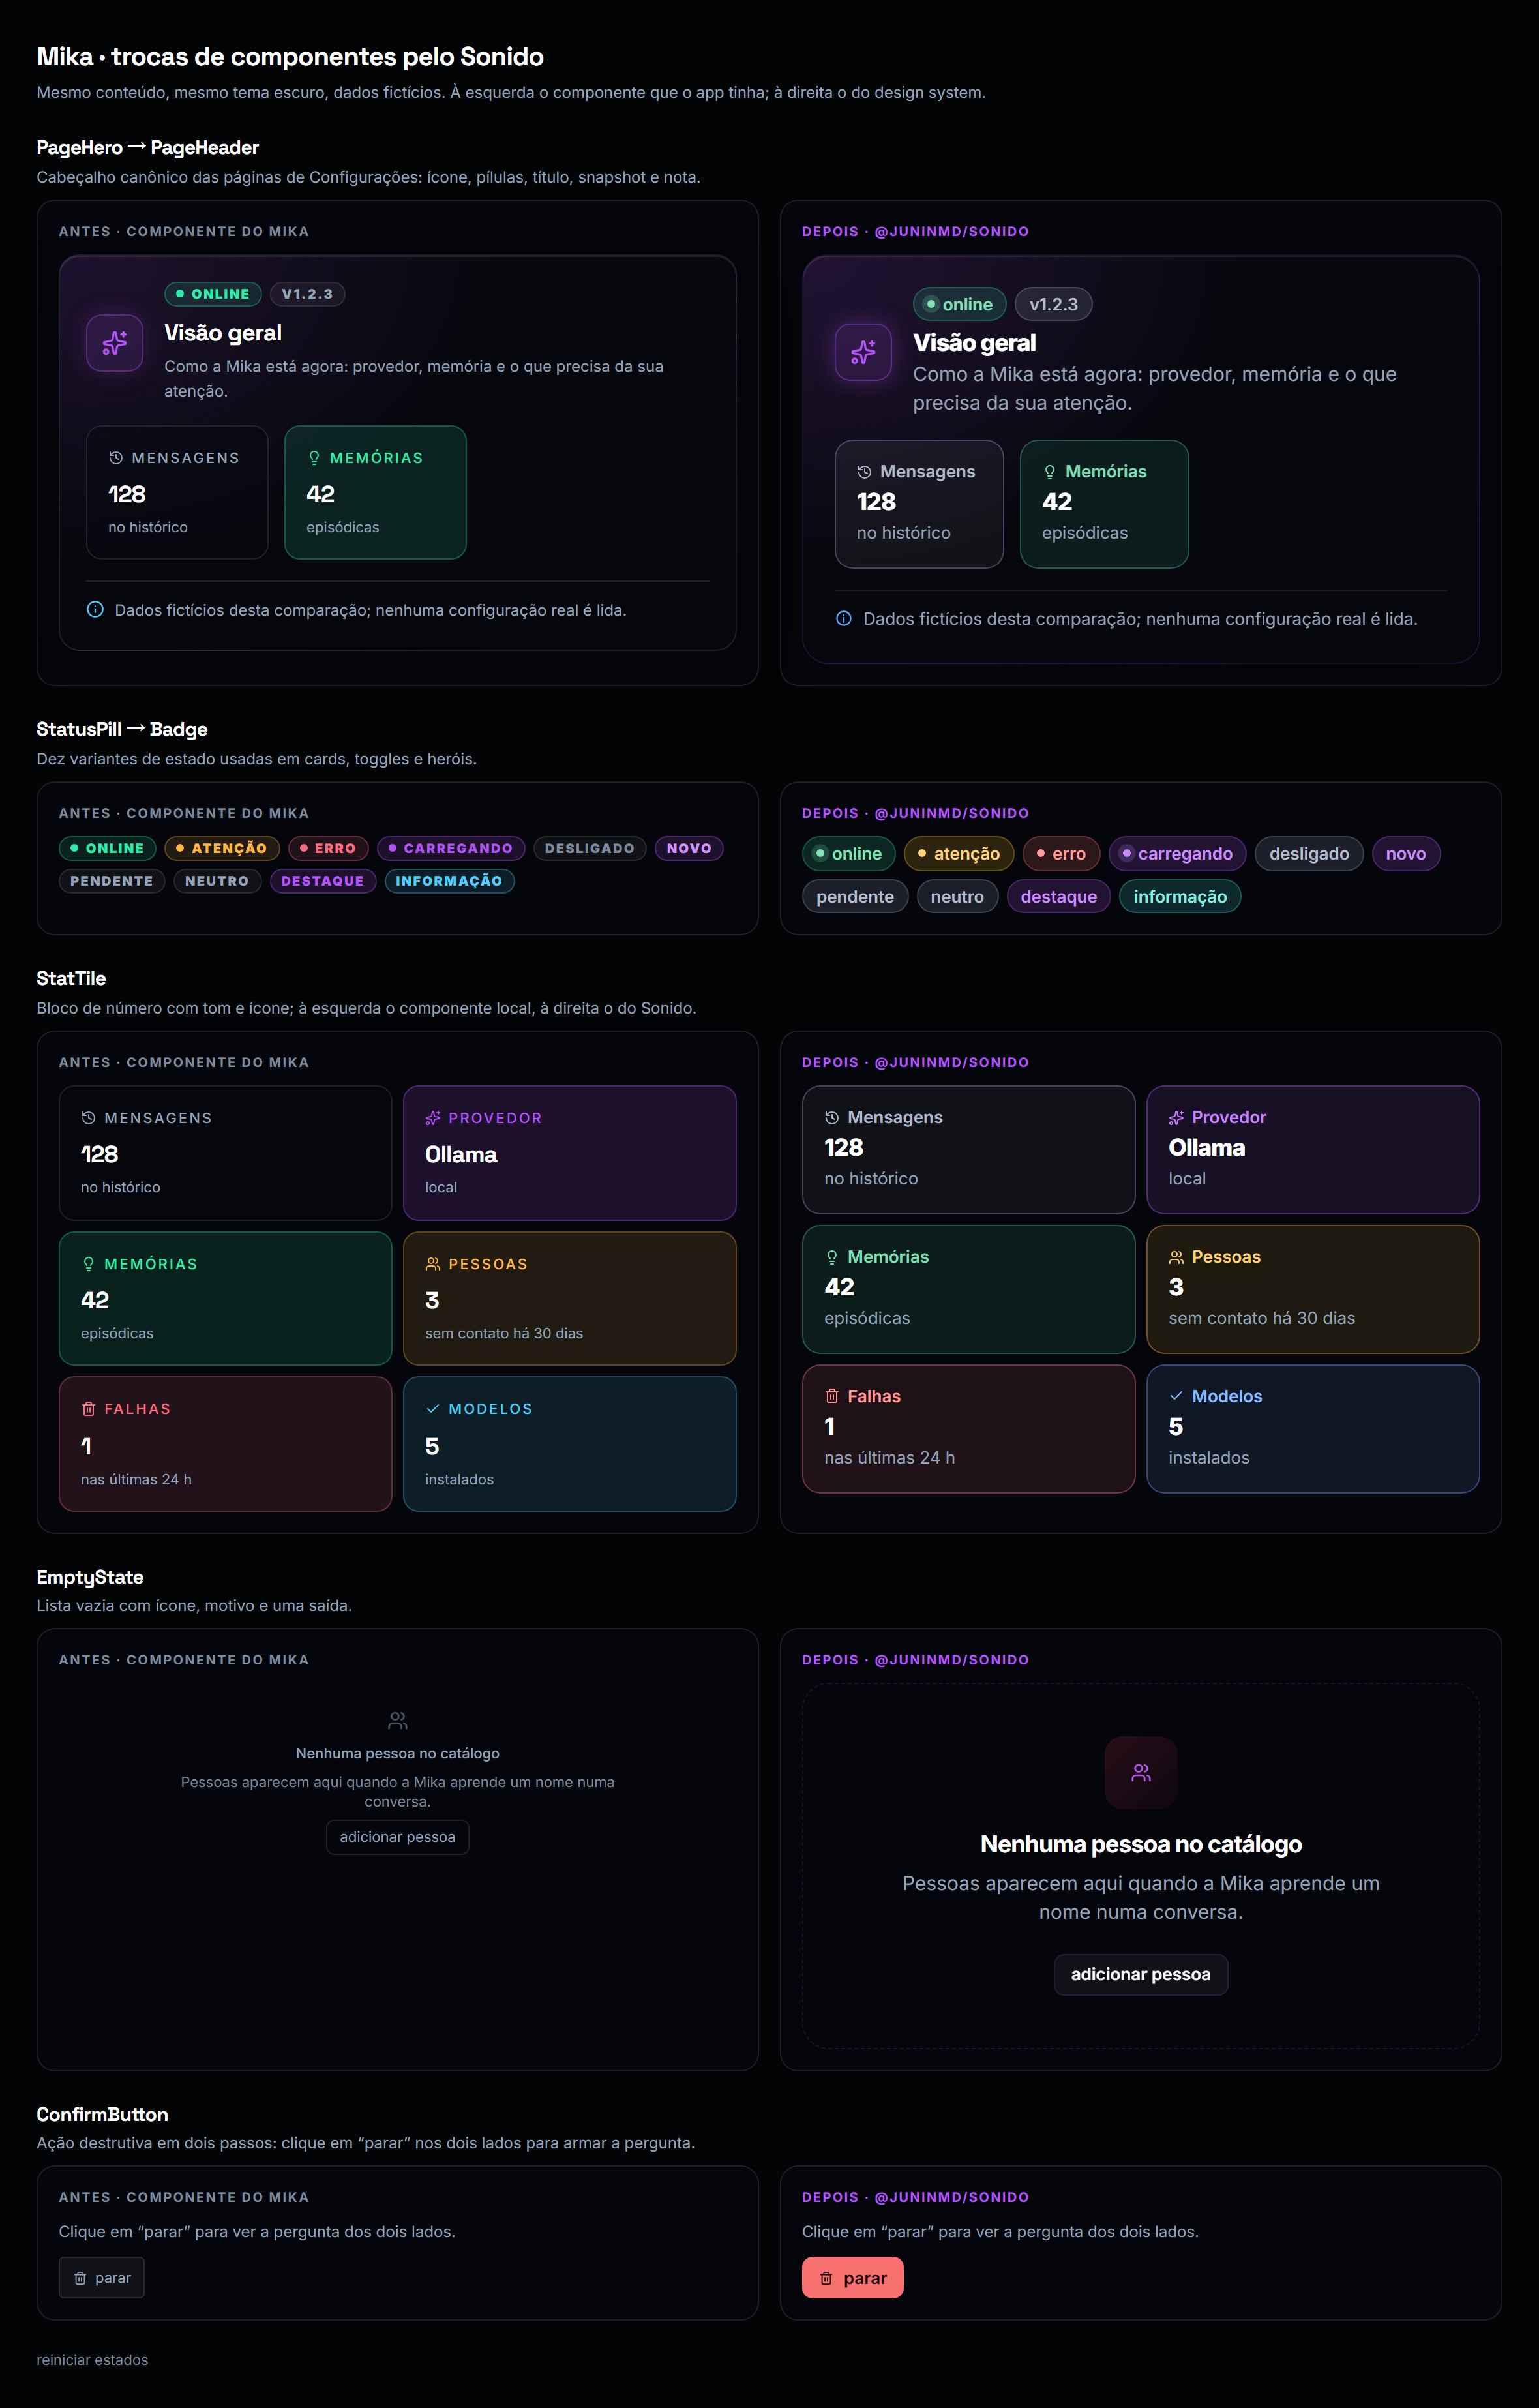 Mika · trocas de componentes pelo Sonido
Mesmo conteúdo, mesmo tema escuro, dados fictícios. À esquerda o componente que o app tinha; à direita o do design system.
PageHero → PageHeader
Cabeçalho canônico das páginas de Configurações: ícone, pílulas, título, snapshot e nota.
ANTES · COMPONENTE DO MIKA
ONLINE
V1.2.3
Visão geral
Como a Mika está agora: provedor, memória e o que precisa da sua
atenção.
MENSAGENS
128
no histórico
MEMÓRIAS
42
episódicas
Dados fictícios desta comparação; nenhuma configuração real é lida.
DEPOIS · @JUNINMD/SONIDO
online
v1.2.3
Visão geral
Como a Mika está agora: provedor, memória e o que
precisa da sua atenção.
Mensagens
128
no histórico
Memórias
42
episódicas
Dados fictícios desta comparação; nenhuma configuração real é lida.
StatusPill → Badge
Dez variantes de estado usadas em cards, toggles e heróis.
ANTES · COMPONENTE DO MIKA
ONLINE ATENÇÃO ERRO CARREGANDO DESLIGADO NOVO
PENDENTE NEUTRO DESTAQUE INFORMAÇÃO
DEPOIS · @JUNINMD/SONIDO
online atenção erro carregando desligado novo
pendente neutro destaque informação
StatTile
Bloco de número com tom e ícone; à esquerda o componente local, à direita o do Sonido.
ANTES · COMPONENTE DO MIKA
MENSAGENS
128
no histórico
PROVEDOR
Ollama
local
MEMÓRIAS
42
episódicas
PESSOAS
3
sem contato há 30 dias
FALHAS
1
nas últimas 24 h
MODELOS
5
instalados
DEPOIS · @JUNINMD/SONIDO
Mensagens
128
no histórico
Provedor
Ollama
local
Memórias
42
episódicas
Pessoas
3
sem contato há 30 dias
Falhas
1
nas últimas 24 h
Modelos
5
instalados
EmptyState
Lista vazia com ícone, motivo e uma saída.
ANTES · COMPONENTE DO MIKA
Nenhuma pessoa no catálogo
Pessoas aparecem aqui quando a Mika aprende um nome numa
conversa.
adicionar pessoa
DEPOIS · @JUNINMD/SONIDO
Nenhuma pessoa no catálogo
Pessoas aparecem aqui quando a Mika aprende um
nome numa conversa.
adicionar pessoa
ConfirmButton
Ação destrutiva em dois passos: clique em “parar” nos dois lados para armar a pergunta.
ANTES · COMPONENTE DO MIKA
Clique em “parar” para ver a pergunta dos dois lados.
parar
DEPOIS · @JUNINMD/SONIDO
Clique em “parar” para ver a pergunta dos dois lados.
parar
reiniciar estados